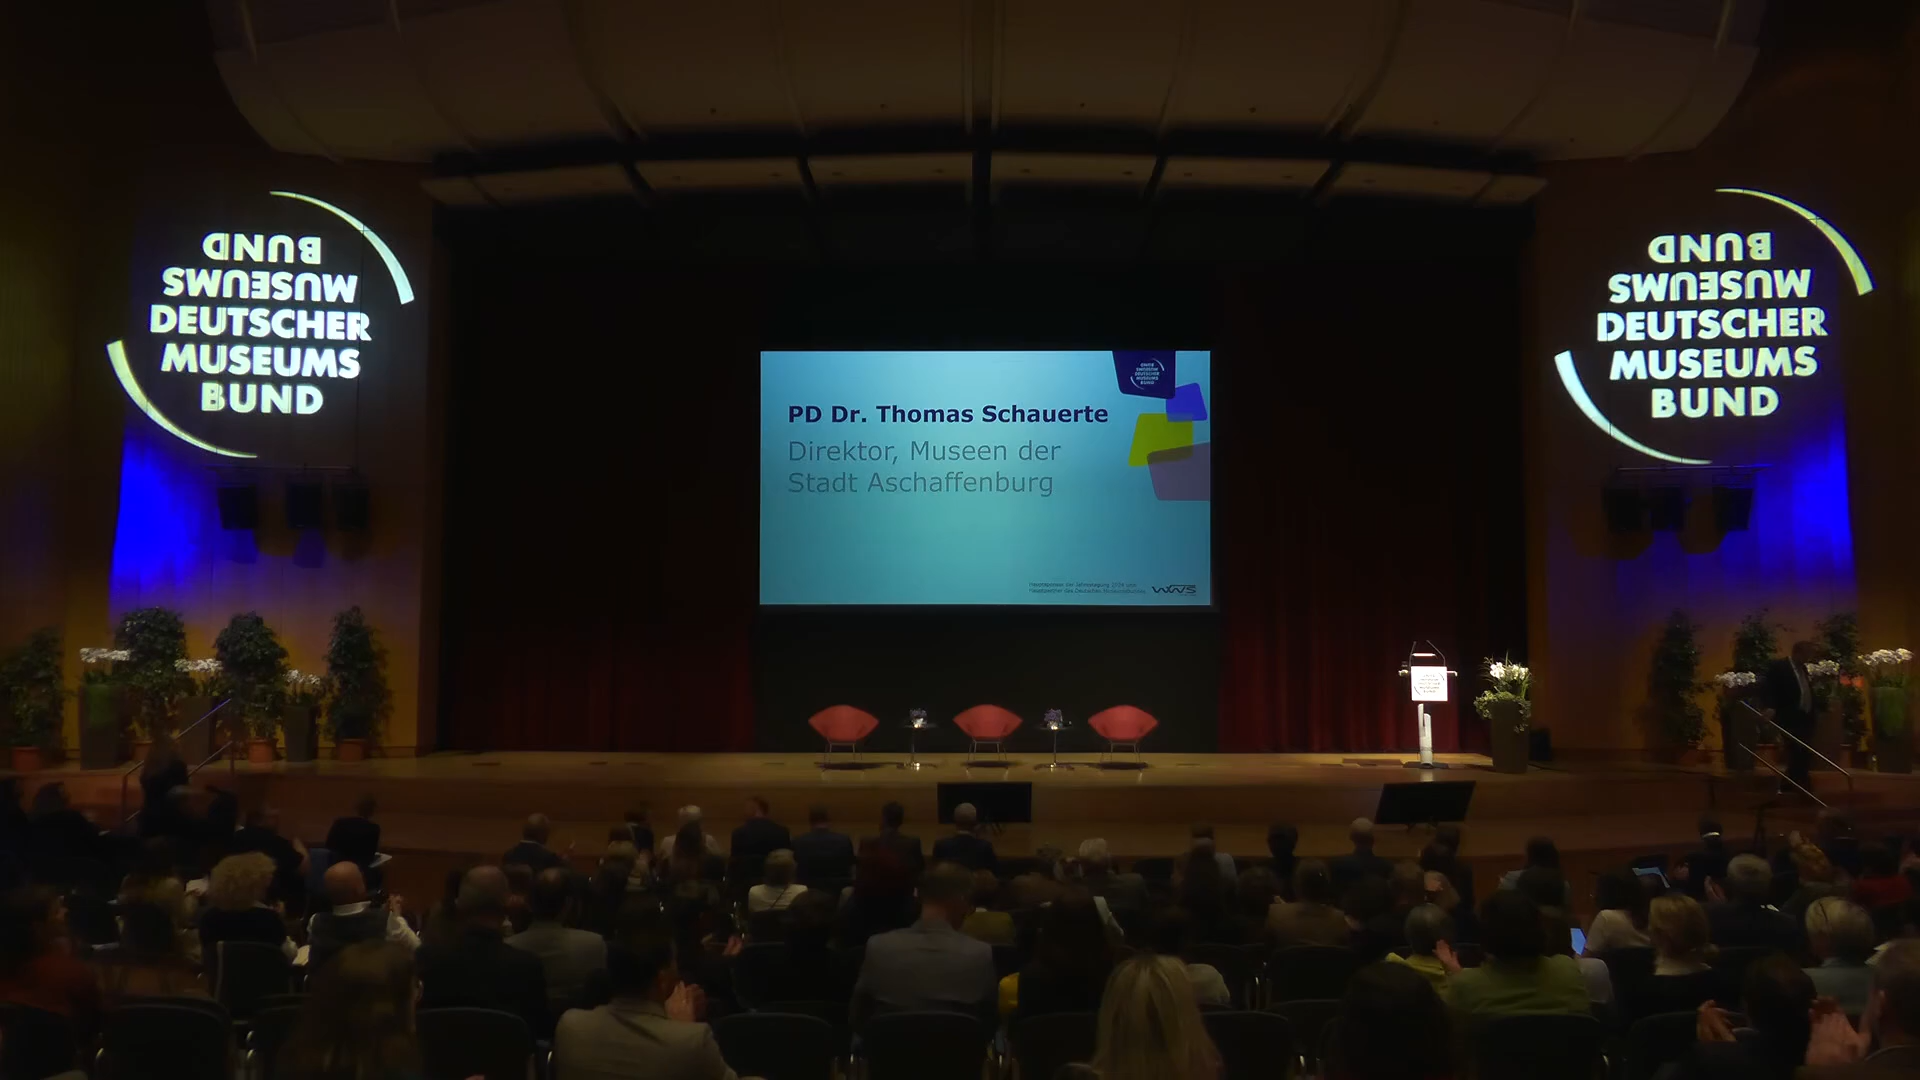 BUND
MUSEUMS
DEUTSCHER
MUSEUMS
BUND
PD Dr. Thomas Schauerte
Direktor, Museen der
Stadt Aschaffenburg
WWS
BUND
MUSEUMS
DEUTSCHER
MUSEUMS
BUND